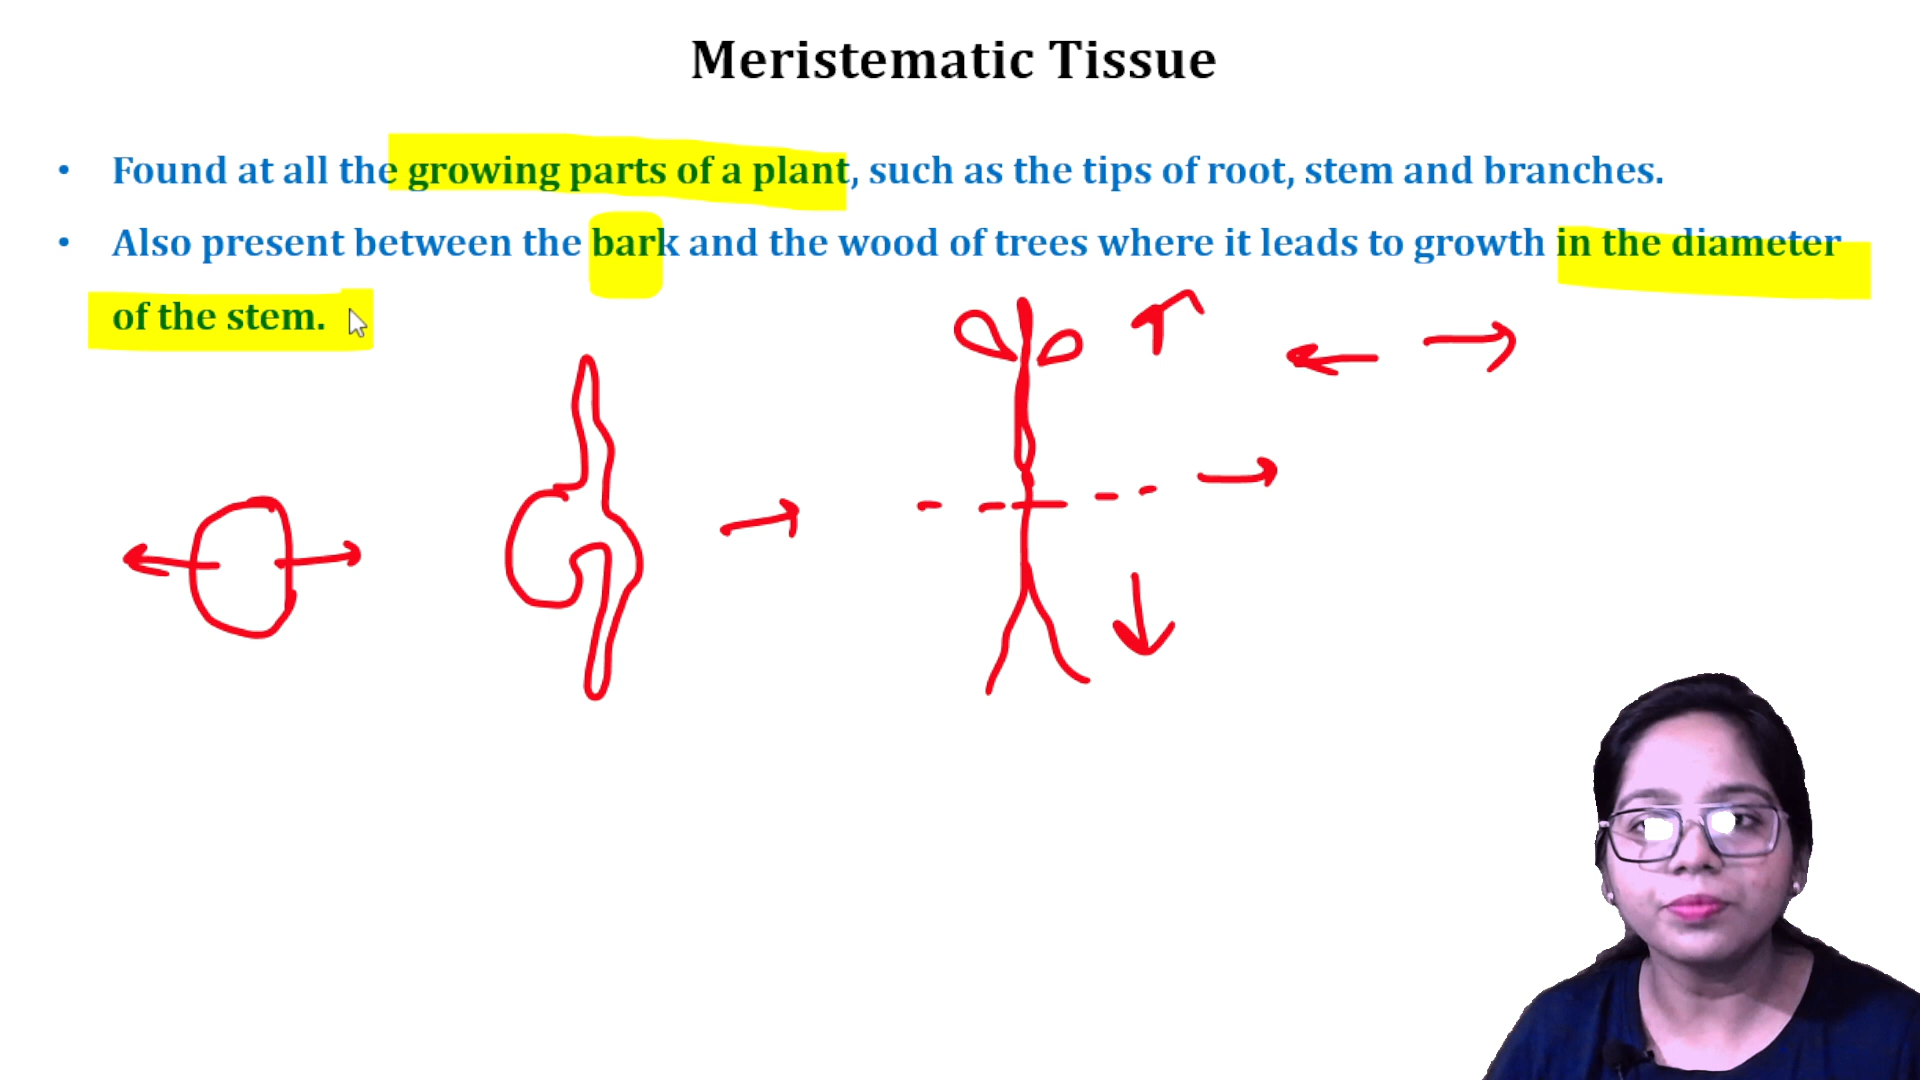 Meristematic Tissue
• Found at all the growing parts of a plant, such as the tips of root, stem and branches.
• Also present between the bark and the wood of trees where it leads to growth in the diameter
of the stem.